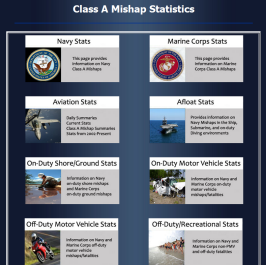 Class A Mishap Statistics
Navy Stats
This page provides
information on Navy
Class A Mishaps
Marine Corps Stats
This page provides
information on Marine
Corps Class A Mishaps
Aviation Stats
Daily Summaries
Current Stats
Class A Mishap Summaries
Stats from 2002-Present
Afloat Stats
Provides information on
Navy Mishaps to the Ship,
Submarine, and on-duty
Diving environments
On-Duty Shore/Ground Stats
Information on Navy
on-duty shore mishaps
and Marine Corps
on-duty ground mishaps
On-Duty Motor Vehicle Stats
Information on Navy and
Marine Corps on-duty
motor vehicle
mishaps/fatalities
Off-Duty Motor Vehicle Stats
Information on Navy and
Marine Corps off-duty
motor vehicle
mishaps/fatalities
Off-Duty/Recreational Stats
Information on Navy and
Marine Corps non-PMV
and off-duty fatalities